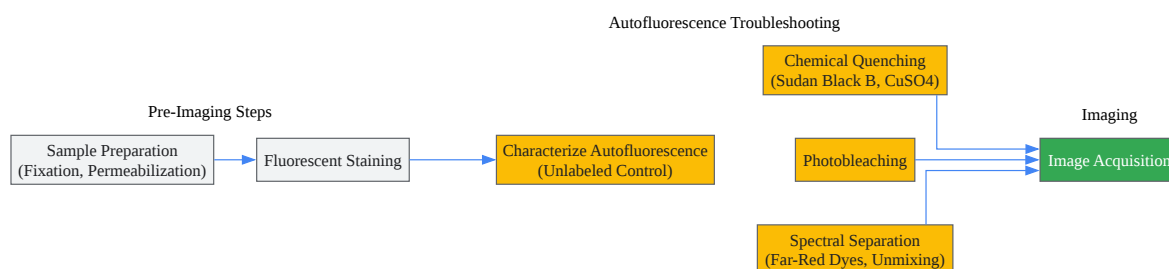 Autofluorescence Troubleshooting
Chemical Quenching
(Sudan Black B, CuSO4)
Pre-Imaging Steps
Imaging
Sample Preparation
(Fixation, Permeabilization)
Fluorescent Staining
Characterize Autofluorescence
(Unlabeled Control)
Photobleaching
Image Acquisition
Spectral Separation
(Far-Red Dyes, Unmixing)